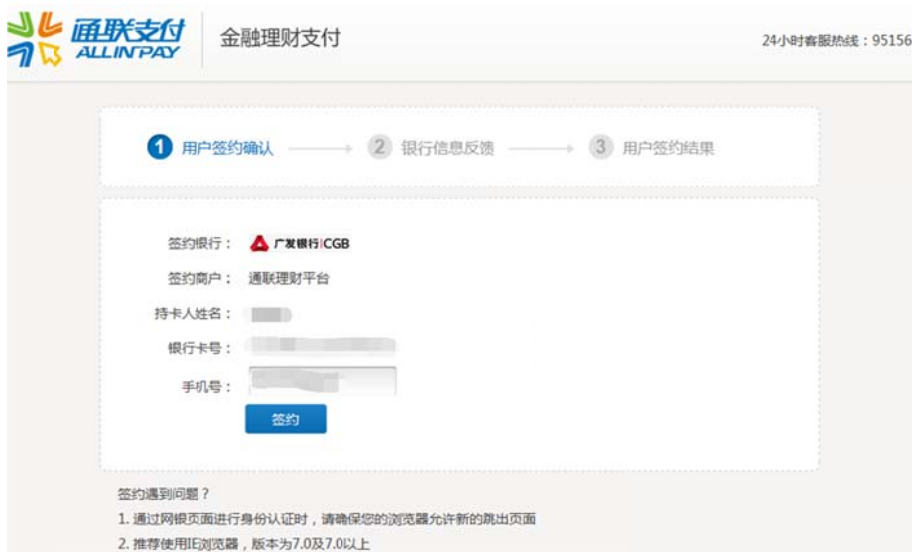 通联支付
ALLINPAY
金融理财支付
24小时客服热线：95156
1 用户签约确认
2 银行信息反馈
3 用户签约结果
签约银行： 广发银行|CGB
签约商户： 通联理财平台
持卡人姓名：
银行卡号：
手机号：
签约
签约遇到问题？
1. 通过网银页面进行身份认证时，请确保您的浏览器允许新的跳出页面
2. 推荐使用IE浏览器，版本为7.0及7.0以上